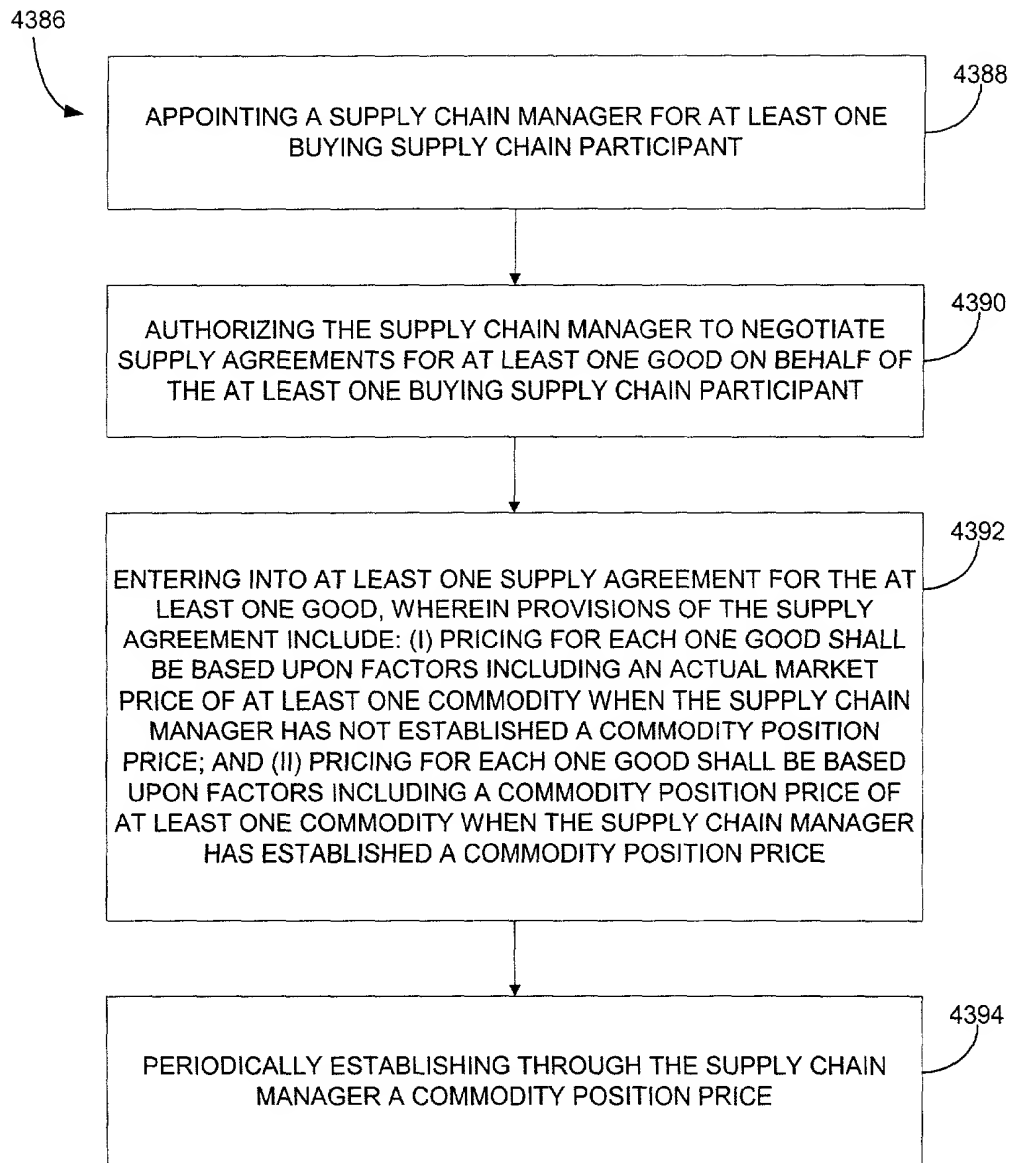 4386
4388
APPOINTING A SUPPLY CHAIN MANAGER FOR AT LEAST ONE
BUYING SUPPLY CHAIN PARTICIPANT
4390
AUTHORIZING THE SUPPLY CHAIN MANAGER TO NEGOTIATE
SUPPLY AGREEMENTS FOR AT LEAST ONE GOOD ON BEHALF OF
THE AT LEAST ONE BUYING SUPPLY CHAIN PARTICIPANT
4392
ENTERING INTO AT LEAST ONE SUPPLY AGREEMENT FOR THE AT
LEAST ONE GOOD, WHEREIN PROVISIONS OF THE SUPPLY
AGREEMENT INCLUDE: (I) PRICING FOR EACH ONE GOOD SHALL
BE BASED UPON FACTORS INCLUDING AN ACTUAL MARKET
PRICE OF AT LEAST ONE COMMODITY WHEN THE SUPPLY CHAIN
MANAGER HAS NOT ESTABLISHED A COMMODITY POSITION
PRICE; AND (II) PRICING FOR EACH ONE GOOD SHALL BE BASED
UPON FACTORS INCLUDING A COMMODITY POSITION PRICE OF
AT LEAST ONE COMMODITY WHEN THE SUPPLY CHAIN MANAGER
HAS ESTABLISHED A COMMODITY POSITION PRICE
4394
PERIODICALLY ESTABLISHING THROUGH THE SUPPLY CHAIN
MANAGER A COMMODITY POSITION PRICE